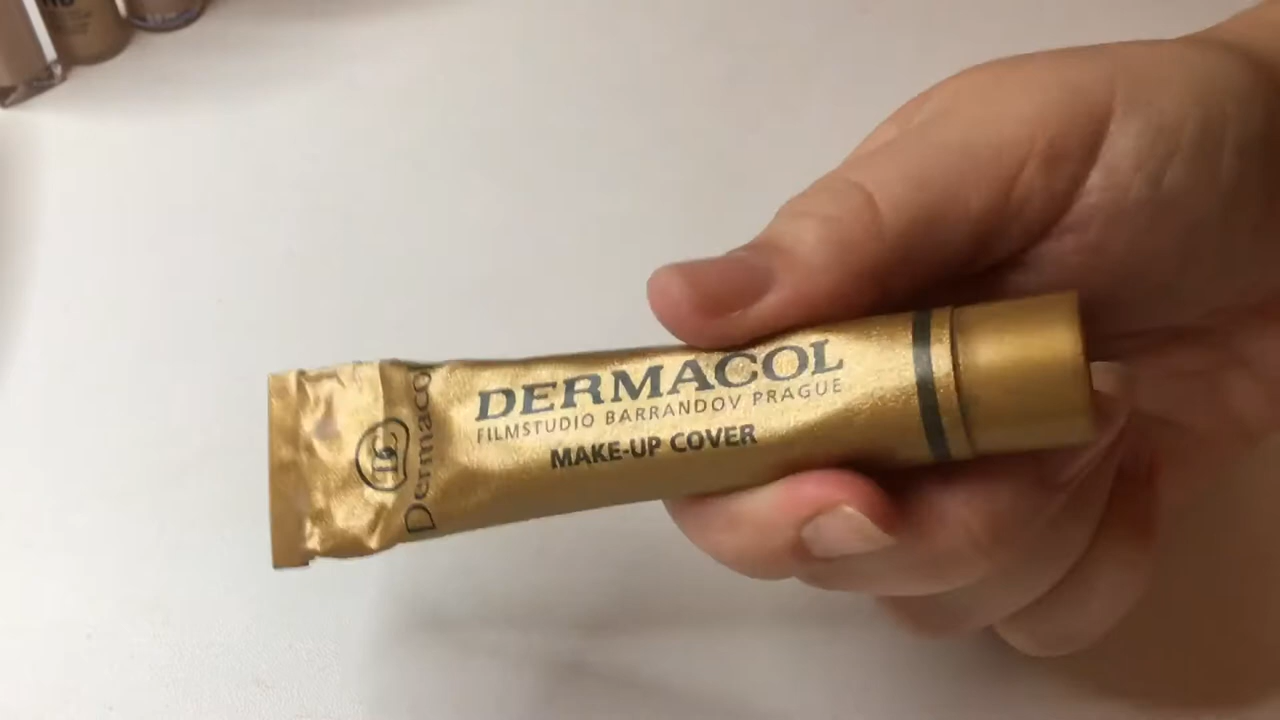 DERMACOL
FILMSTUDIO BARRANDOV PRAGUE
MAKE-UP COVER
DC
Dermacol